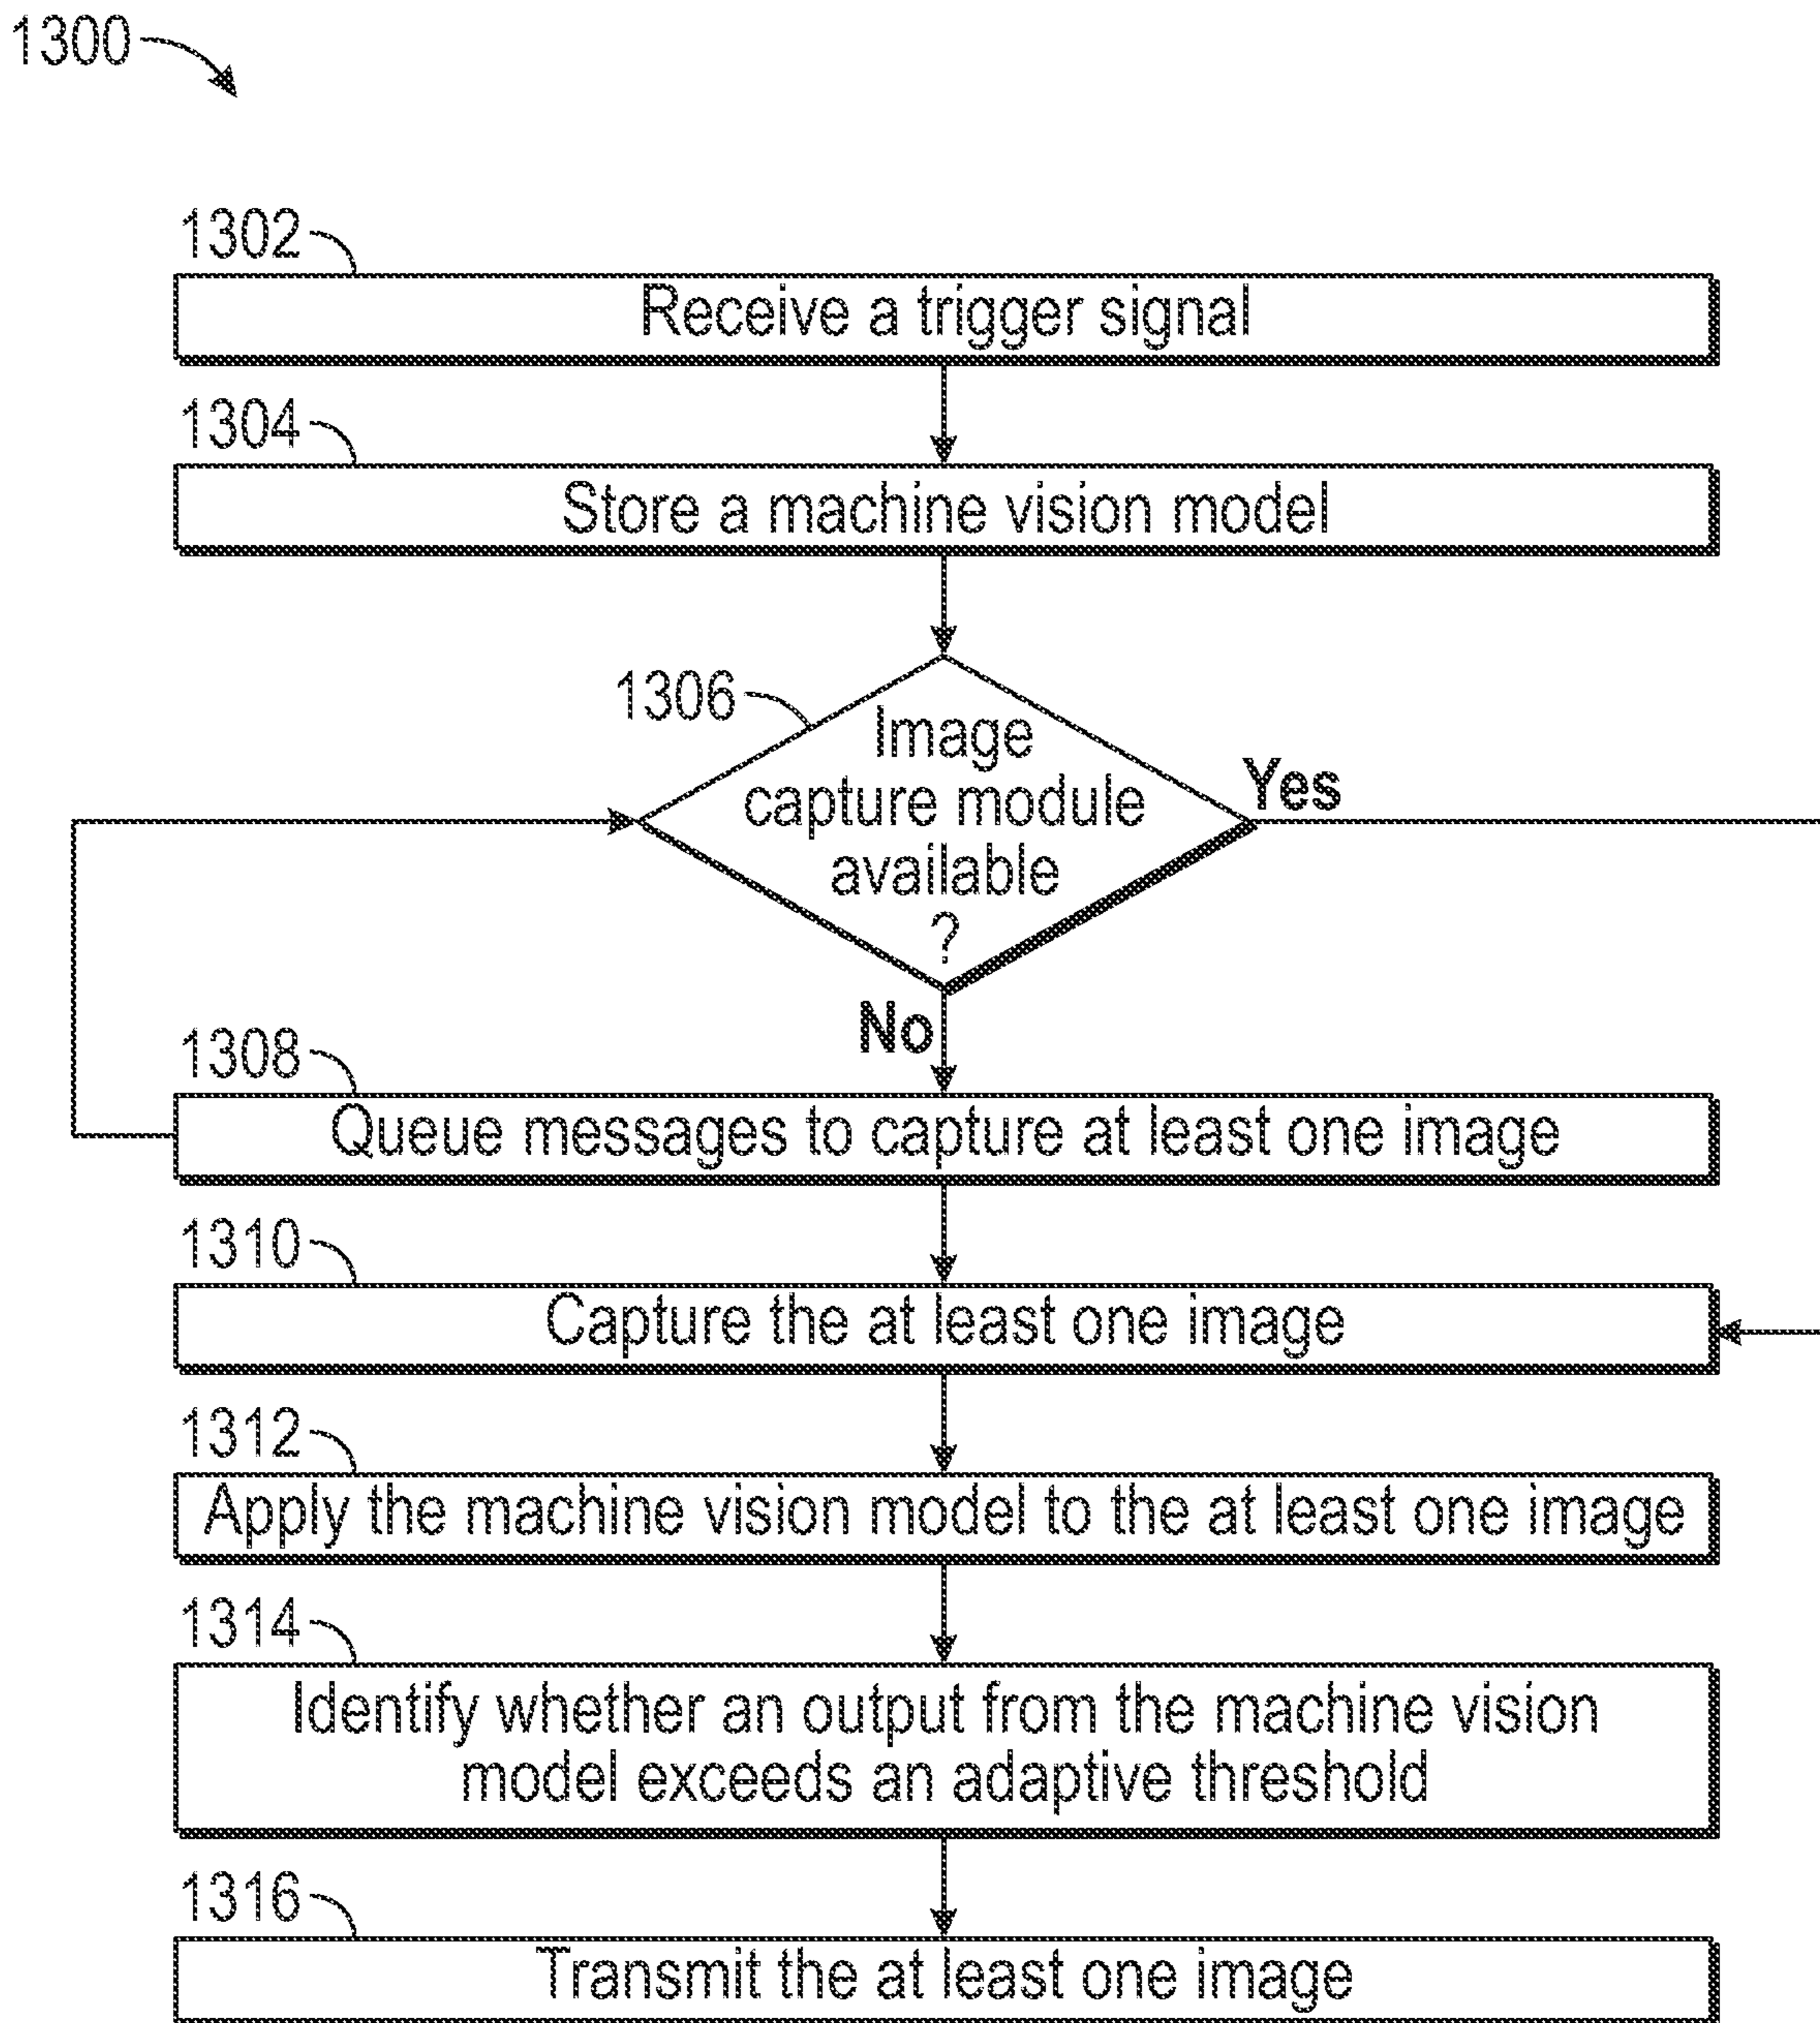 1300
1302
Receive a trigger signal
1304
Store a machine vision model
1306
Image
capture module
available
?
Yes
No
1308
Queue messages to capture at least one image
1310
Capture the at least one image
1312
Apply the machine vision model to the at least one image
1314
Identify whether an output from the machine vision
model exceeds an adaptive threshold
1316
Transmit the at least one image